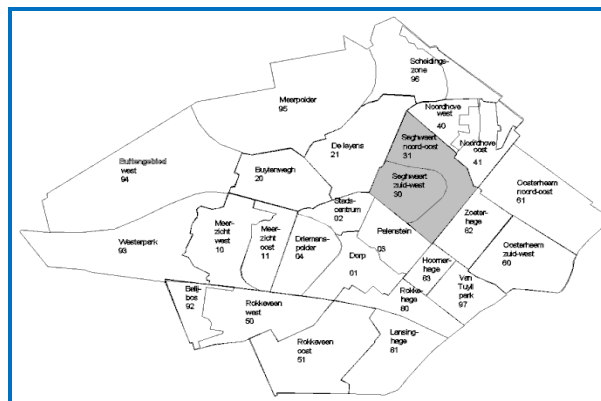 Scheidings-
zone
96
Meerpolder
95
Noordhove
west
40
Noordhove
oost
41
De leyens
21
Seghwaert
noord-oost
31
Seghwaert
zuid-west
30
Buitengebied
west
94
Buytenwegh
20
Oosterheem
noord-oost
61
Stads-
centrum
02
Zoeter-
hage
82
Palenstein
03
Meer-
zicht
west
10
Meer-
zicht
oost
11
Driemans-
polder
04
Westerpark
93
Dorp
01
Oosterheem
zuid-west
60
Hoorner-
hage
83
Van
Tuyll
park
97
Rokke-
hage
80
Balij-
bos
92
Rokkeveen
west
50
Rokkeveen
oost
51
Lansing-
hage
81